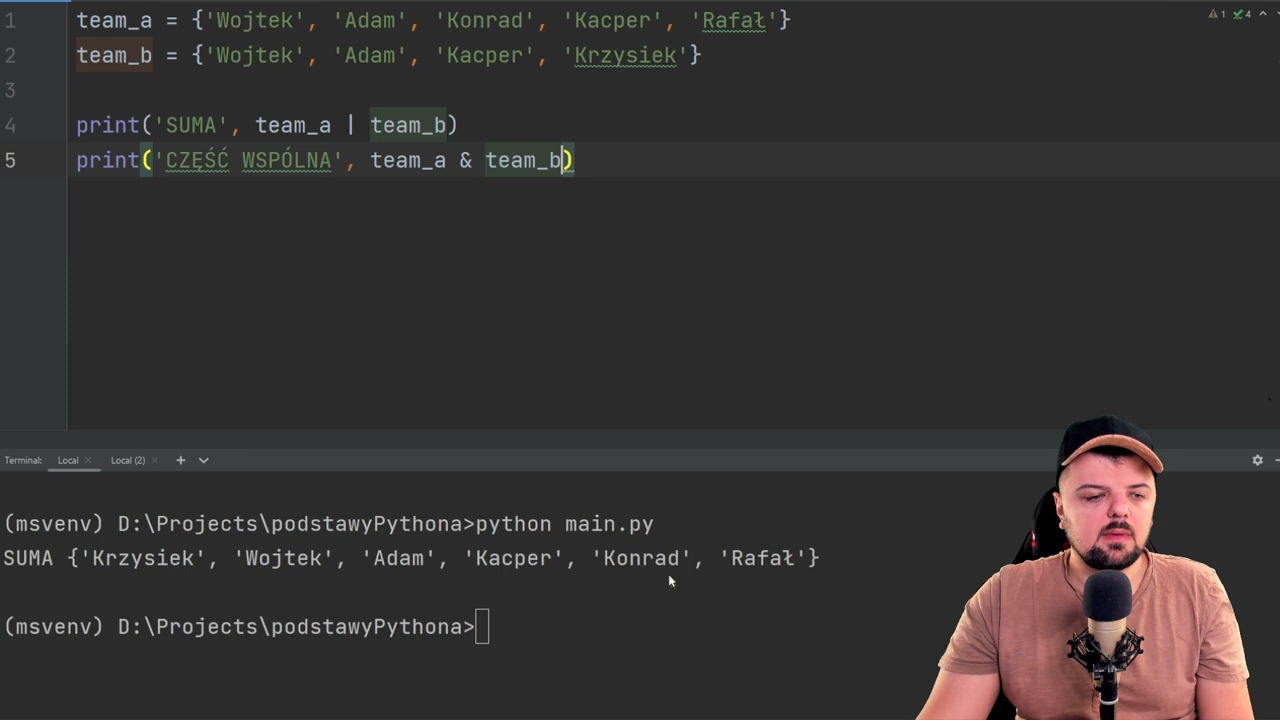 1 team_a = {'Wojtek', 'Adam', 'Konrad', 'Kacper', 'Rafał'}
1 4
2 team_b = {'Wojtek', 'Adam', 'Kacper', 'Krzysiek'}
3
4 print('SUMA', team_a | team_b)
5 print('CZĘŚĆ WSPÓLNA', team_a & team_b)
Terminal: Local × Local (2) × +
(msvenv) D:\Projects\podstawyPythona>python main.py
SUMA {'Krzysiek', 'Wojtek', 'Adam', 'Kacper', 'Konrad', 'Rafał'}
(msvenv) D:\Projects\podstawyPythona>